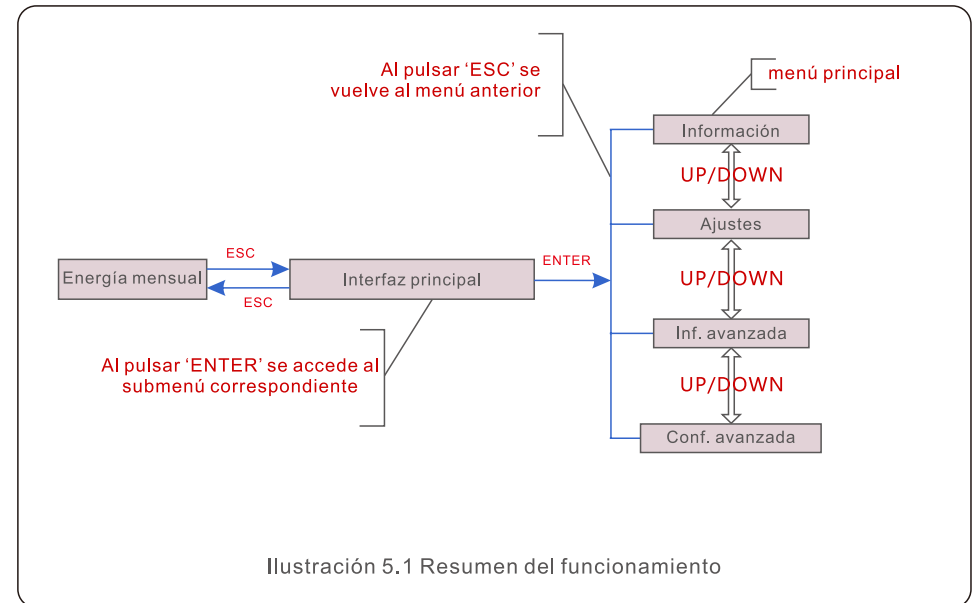 Al pulsar ‘ESC’ se
vuelve al menú anterior
menú principal
Información
UP/DOWN
Ajustes
UP/DOWN
Inf. avanzada
UP/DOWN
Conf. avanzada
Energía mensual
ESC
ESC
Interfaz principal
ENTER
Al pulsar ‘ENTER’ se accede al
submenú correspondiente
Ilustración 5.1 Resumen del funcionamiento